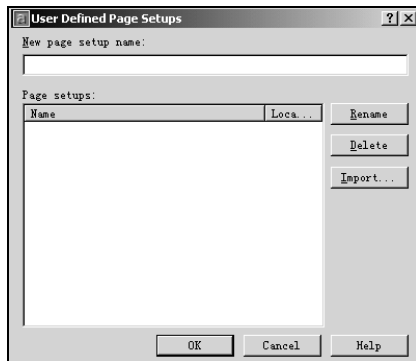 User Defined Page Setups
New page setup name:
Page setups:
Name Loca...
Rename
Delete
Import...
OK Cancel Help